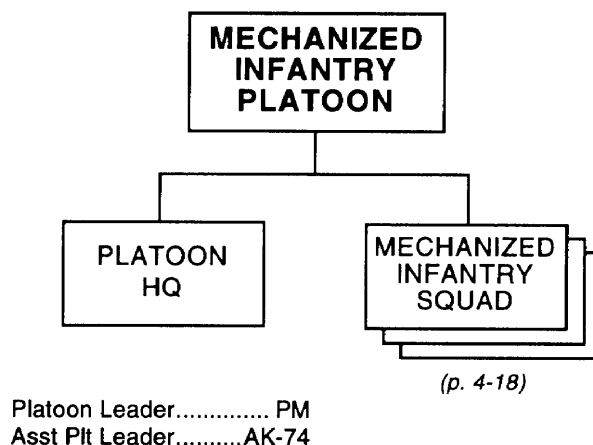 MECHANIZED
INFANTRY
PLATOON
PLATOON
HQ
MECHANIZED
INFANTRY
SQUAD
(p. 4-18)
Platoon Leader.............. PM
Asst Plt Leader..........AK-74